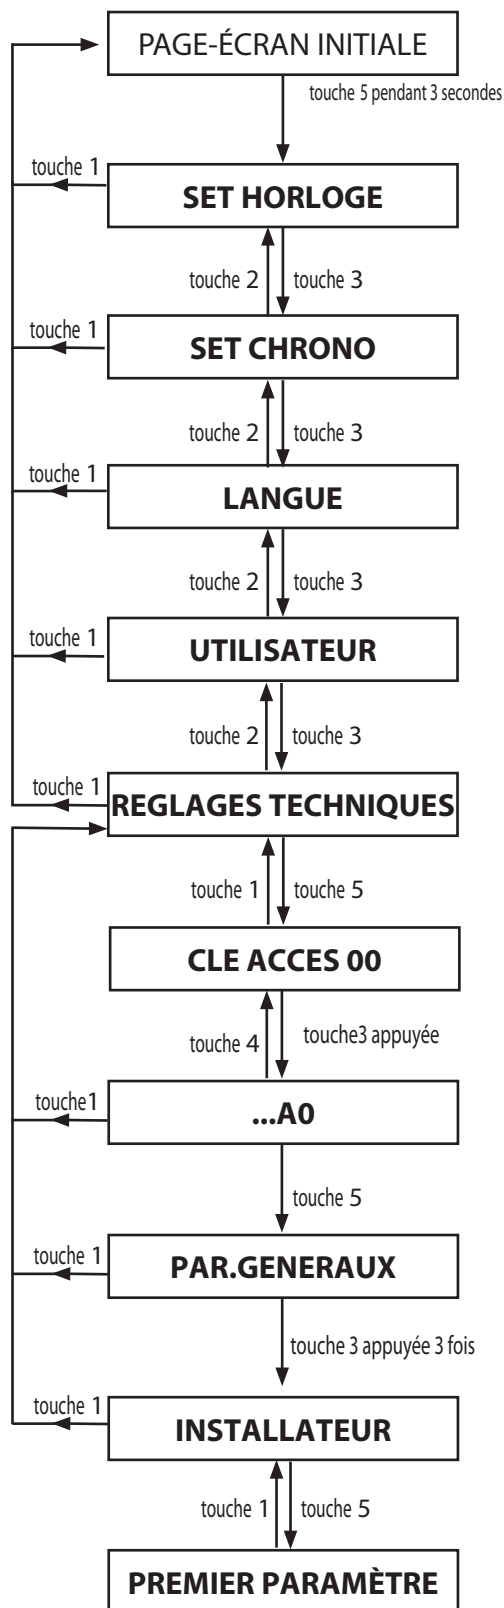 PAGE-ÉCRAN INITIALE
touche 5 pendant 3 secondes
touche 1
SET HORLOGE
touche 2
touche 3
touche 1
SET CHRONO
touche 2
touche 3
touche 1
LANGUE
touche 2
touche 3
touche 1
UTILISATEUR
touche 2
touche 3
touche 1
REGLAGES TECHNIQUES
touche 1
touche 5
CLE ACCES 00
touche 4
touche3 appuyée
touche1
...A0
touche 5
touche 1
PAR.GENERAUX
touche 3 appuyée 3 fois
touche 1
INSTALLATEUR
touche 1
touche 5
PREMIER PARAMÈTRE